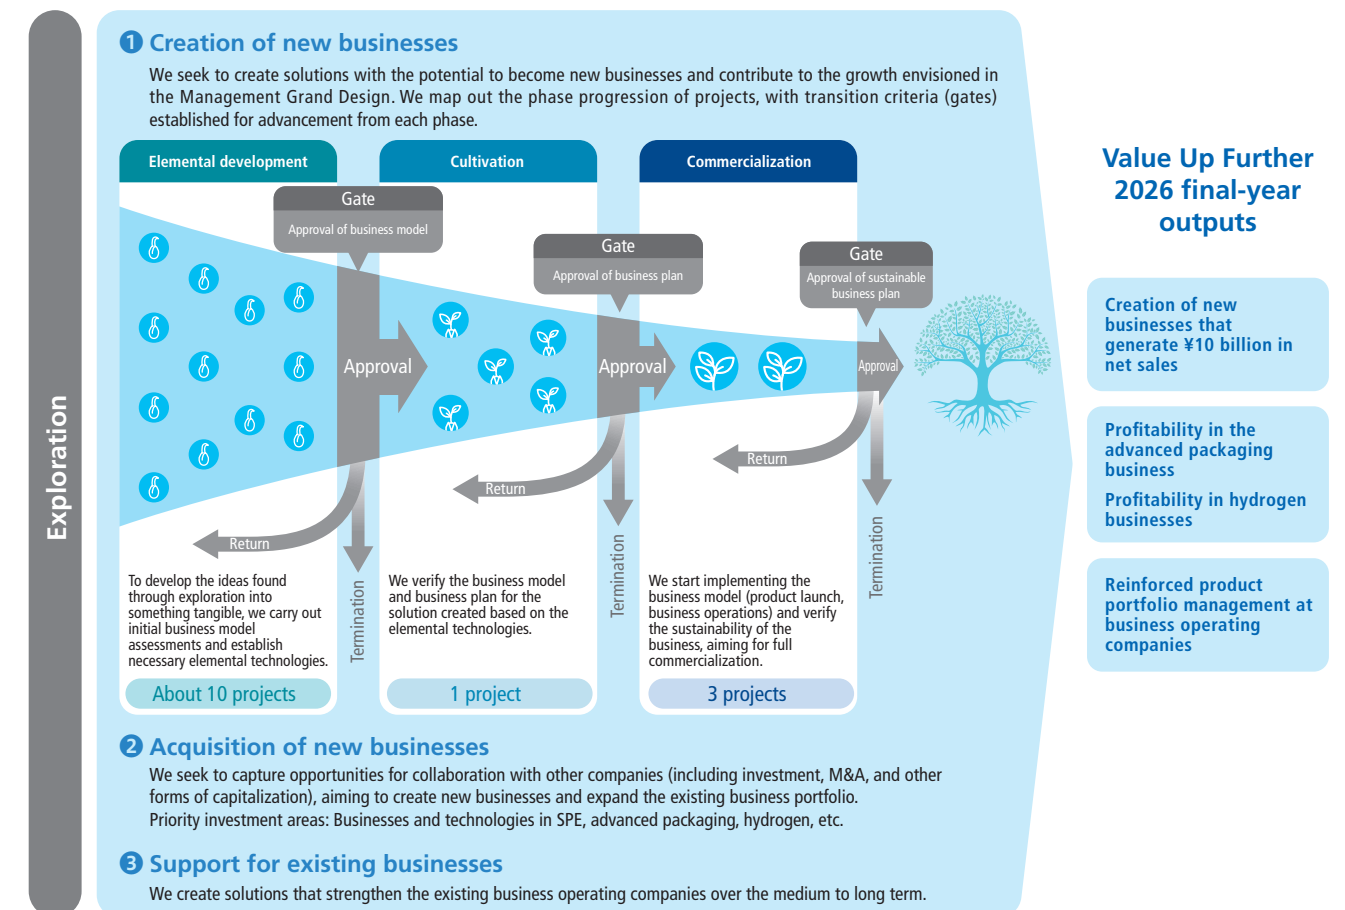 Exploration
❶ Creation of new businesses
We seek to create solutions with the potential to become new businesses and contribute to the growth envisioned in
the Management Grand Design. We map out the phase progression of projects, with transition criteria (gates)
established for advancement from each phase.
Elemental development
Gate
Approval of business model
Approval
Return
Termination
To develop the ideas found
through exploration into
something tangible, we carry out
initial business model
assessments and establish
necessary elemental technologies.
About 10 projects
Cultivation
Gate
Approval of business plan
Approval
Return
Termination
We verify the business model
and business plan for the
solution created based on the
elemental technologies.
1 project
Commercialization
Gate
Approval of sustainable
business plan
Approval
Return
Termination
We start implementing the
business model (product launch,
business operations) and verify
the sustainability of the
business, aiming for full
commercialization.
3 projects
❷ Acquisition of new businesses
We seek to capture opportunities for collaboration with other companies (including investment, M&A, and other
forms of capitalization), aiming to create new businesses and expand the existing business portfolio.
Priority investment areas: Businesses and technologies in SPE, advanced packaging, hydrogen, etc.
❸ Support for existing businesses
We create solutions that strengthen the existing business operating companies over the medium to long term.
Value Up Further
2026 final-year
outputs
Creation of new
businesses that
generate ¥10 billion in
net sales
Profitability in the
advanced packaging
business
Profitability in hydrogen
businesses
Reinforced product
portfolio management at
business operating
companies